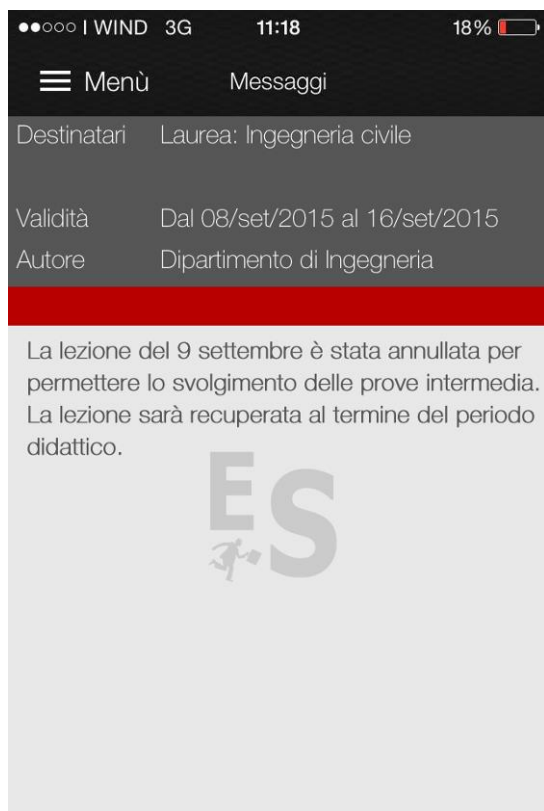 I WIND 3G 11:18 18%
Menù Messaggi
Destinatari Laurea: Ingegneria civile
Validità Dal 08/set/2015 al 16/set/2015
Autore Dipartimento di Ingegneria
La lezione del 9 settembre è stata annullata per
permettere lo svolgimento delle prove intermedia.
La lezione sarà recuperata al termine del periodo
didattico.
ES